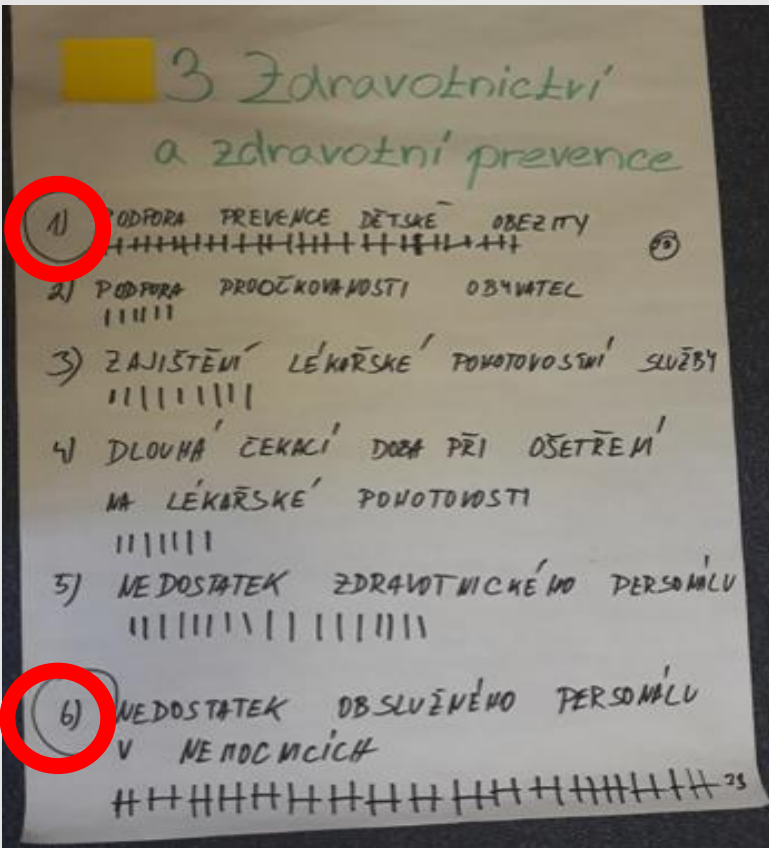 3 Zdravotnictví
a zdravotní prevence
1) PODPORA PREVENCE DĚTSKÉ OBEZITY
2) PODPORA PROOČKOVANOSTI OBYVATEL
3) ZAJIŠTĚNÍ LÉKAŘSKÉ POHOTOVOSTNÍ SLUŽBY
4) DLOUHÁ ČEKACÍ DOBA PŘI OŠETŘENÍ
NA LÉKAŘSKÉ POHOTOVOSTI
5) NEDOSTATEK ZDRAVOTNICKÉHO PERSONÁLU
6) NEDOSTATEK OBSLUŽNÉHO PERSONÁLU
V NEMOCNICÍCH